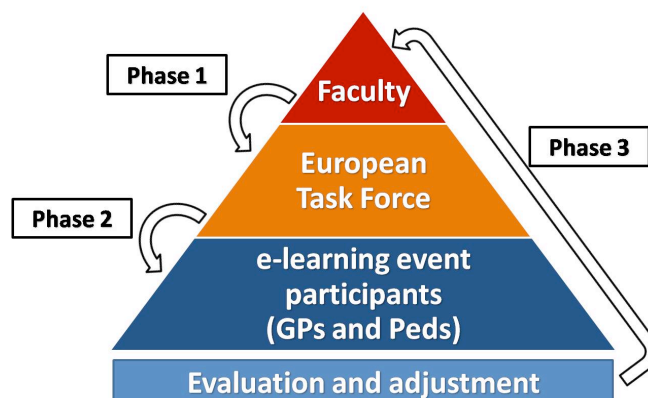 Phase 1
Faculty
Phase 3
European
Task Force
Phase 2
e-learning event
participants
(GPs and Peds)
Evaluation and adjustment